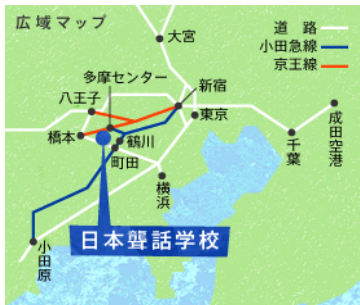 広域マップ
道路
小田急線
京王線
大宮
多摩センター
新宿
八王子
東京
成田空港
橋本
鶴川
町田
千葉
横浜
日本聾話学校
小田原